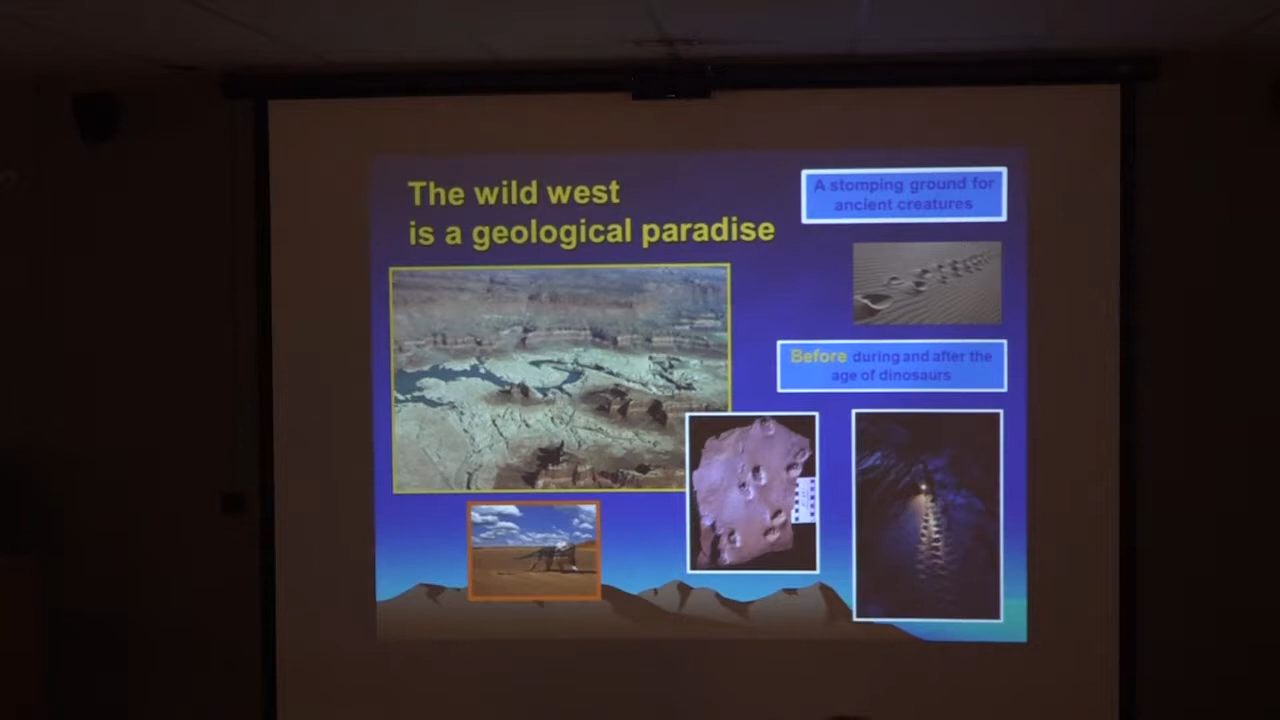 The wild west
is a geological paradise
A stomping ground for
ancient creatures
Before during and after the
age of dinosaurs